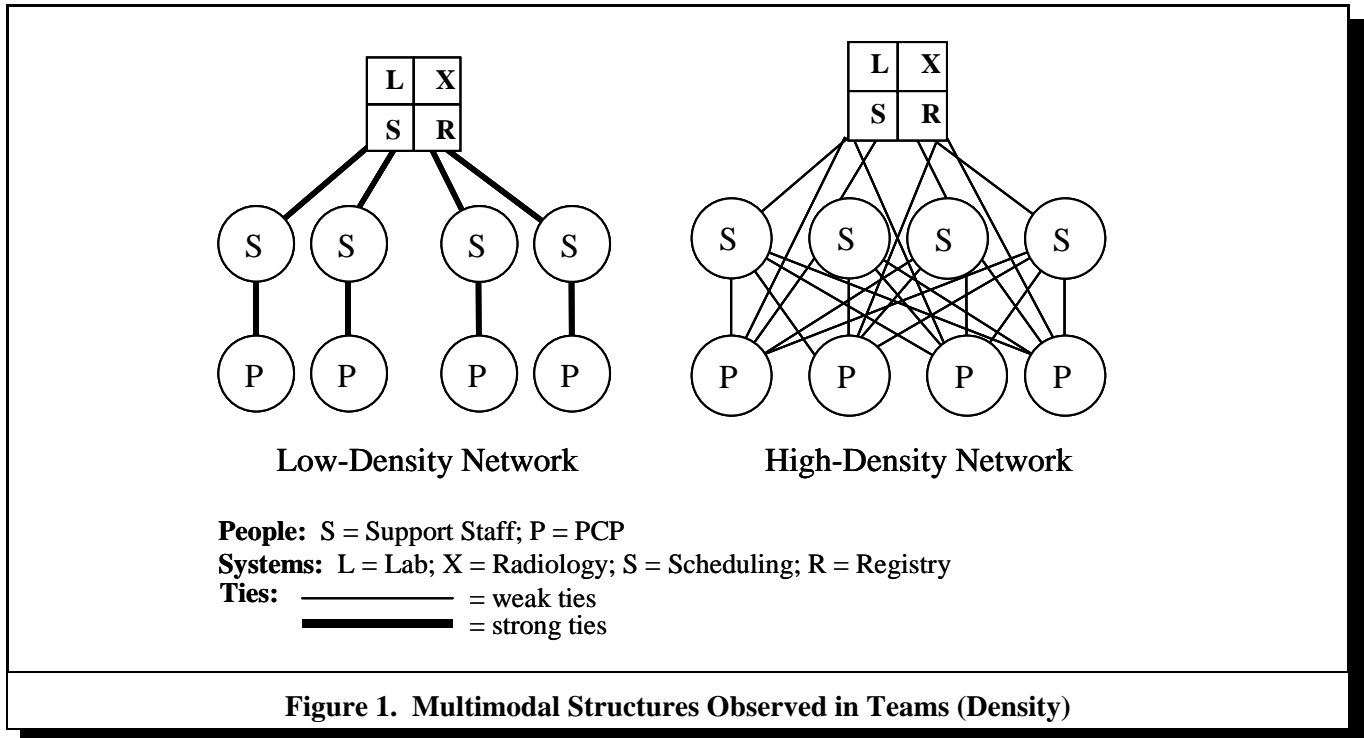 L X
S R
S S S S
P P P P
Low-Density Network
L X
S R
S S S S
P P P P
High-Density Network
People: S = Support Staff; P = PCP
Systems: L = Lab; X = Radiology; S = Scheduling; R = Registry
Ties: = weak ties
= strong ties
Figure 1. Multimodal Structures Observed in Teams (Density)